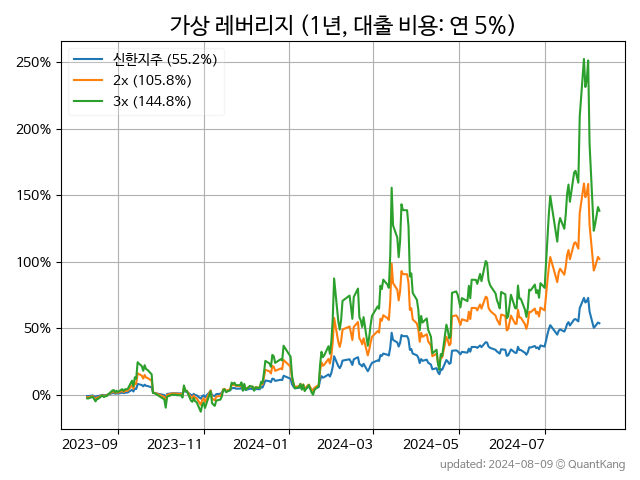 가상 레버리지 (1년, 대출 비용: 연 5%)
신한지주 (55.2%)
2x (105.8%)
3x (144.8%)
250%
200%
150%
100%
50%
0%
2023-09 2023-11 2024-01 2024-03 2024-05 2024-07
updated: 2024-08-09 © QuantKang